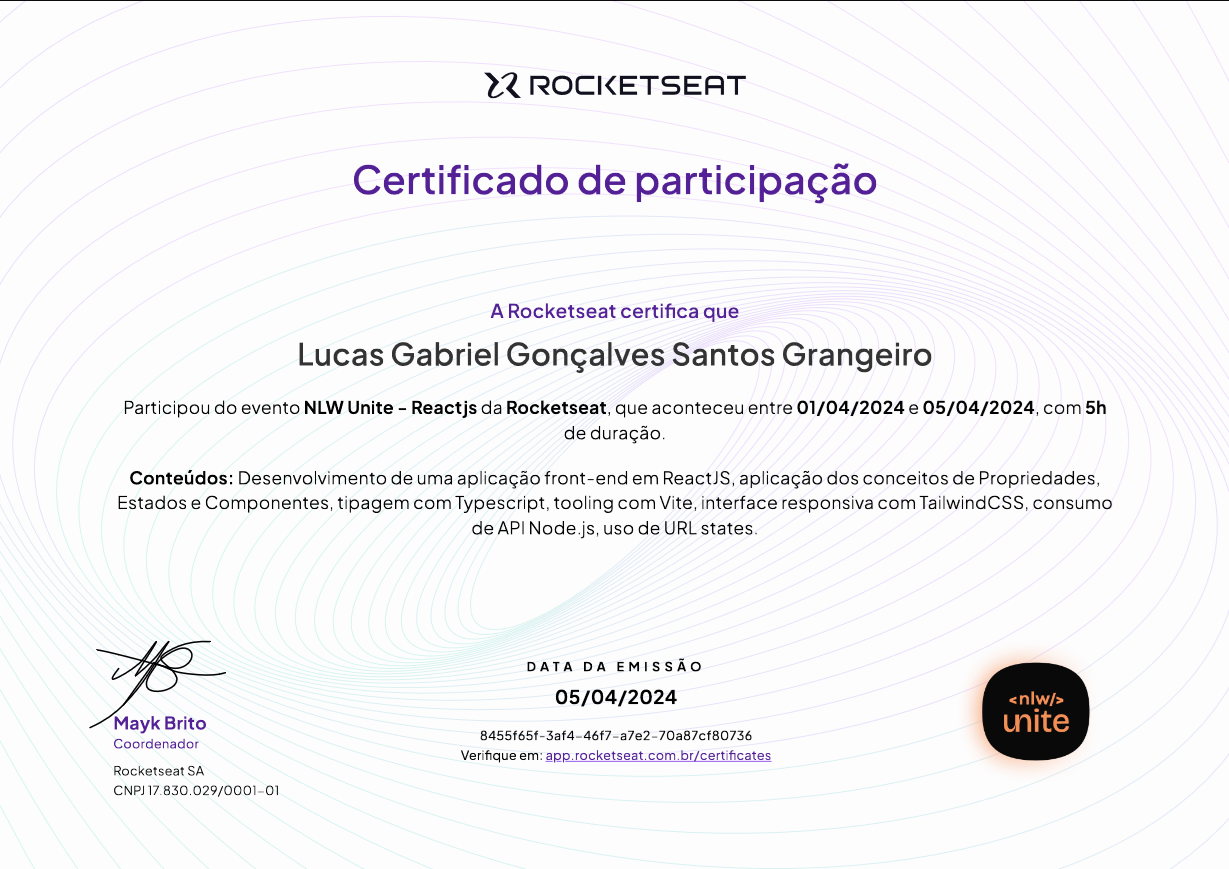 ROCKETSEAT
Certificado de participação
A Rocketseat certifica que
Lucas Gabriel Gonçalves Santos Grangeiro
Participou do evento NLW Unite - Reactjs da Rocketseat, que aconteceu entre 01/04/2024 e 05/04/2024, com 5h
de duração.
Conteúdos: Desenvolvimento de uma aplicação front-end em ReactJS, aplicação dos conceitos de Propriedades,
Estados e Componentes, tipagem com Typescript, tooling com Vite, interface responsiva com TailwindCSS, consumo
de API Node.js, uso de URL states.
Mayk Brito
Coordenador
Rocketseat SA
CNPJ 17.830.029/0001-01
DATA DA EMISSÃO
05/04/2024
8455f65f-3af4-46f7-a7e2-70a87cf80736
Verifique em: app.rocketseat.com.br/certificates
<nlw/>
unite